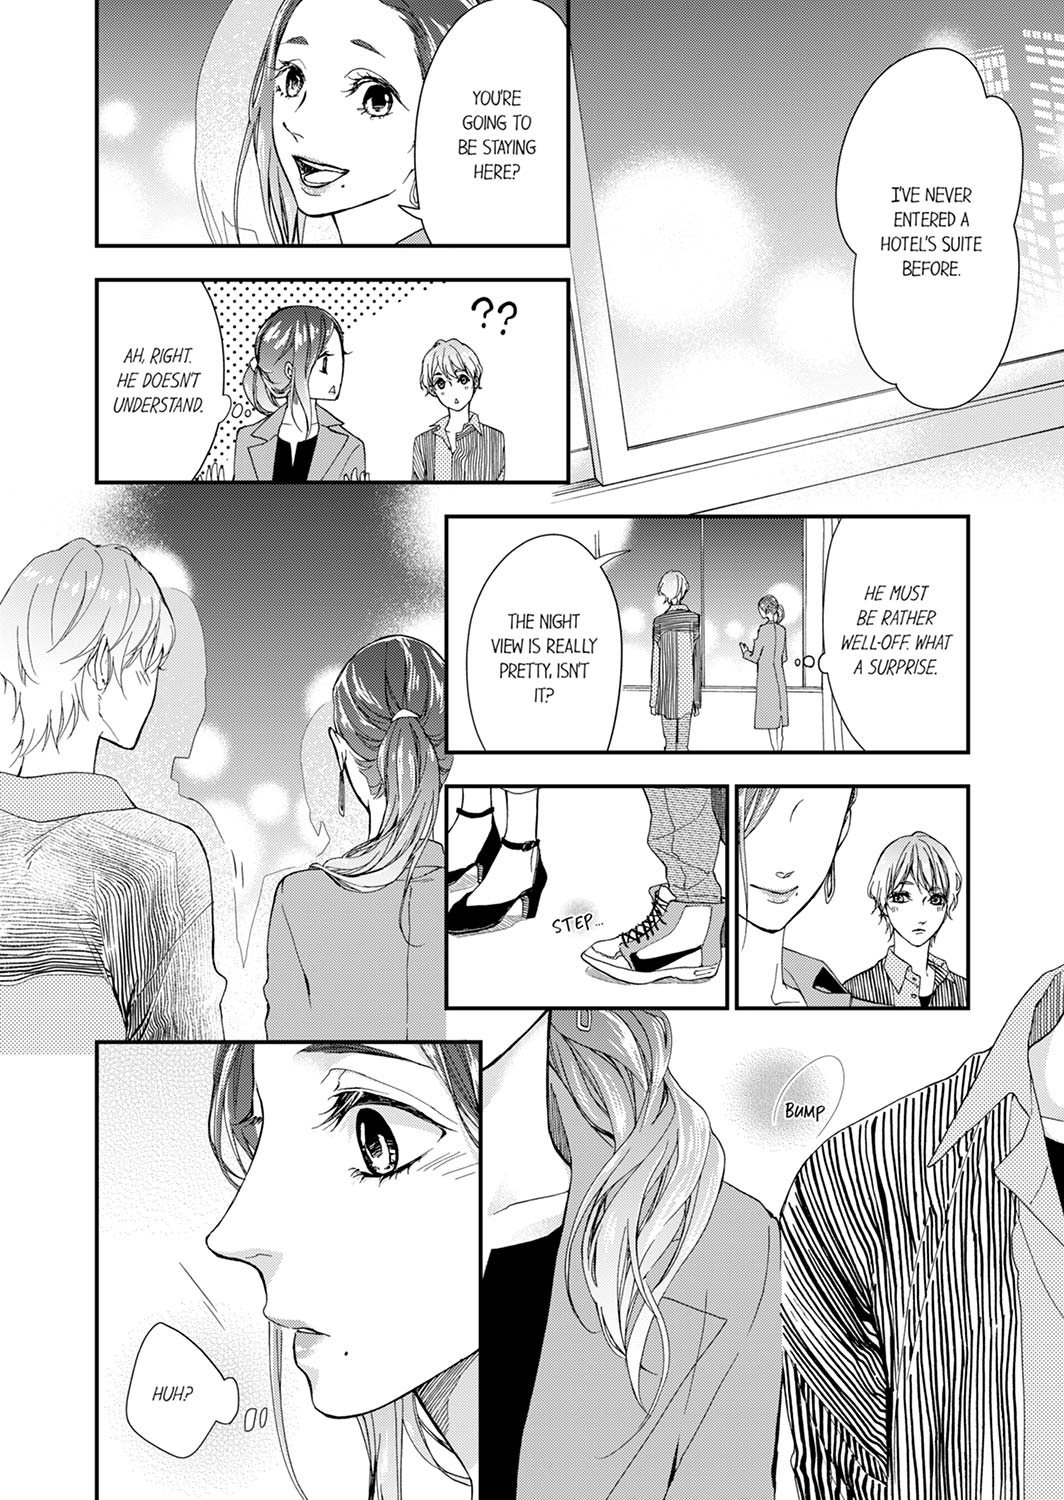 I'VE NEVER
ENTERED A
HOTEL'S SUITE
BEFORE.
YOU'RE
GOING TO
BE STAYING
HERE?
??
AH, RIGHT.
HE DOESN'T
UNDERSTAND.
HE MUST
BE RATHER
WELL-OFF. WHAT
A SURPRISE.
THE NIGHT
VIEW IS REALLY
PRETTY, ISN'T
IT?
STEP...
BUMP
HUH?